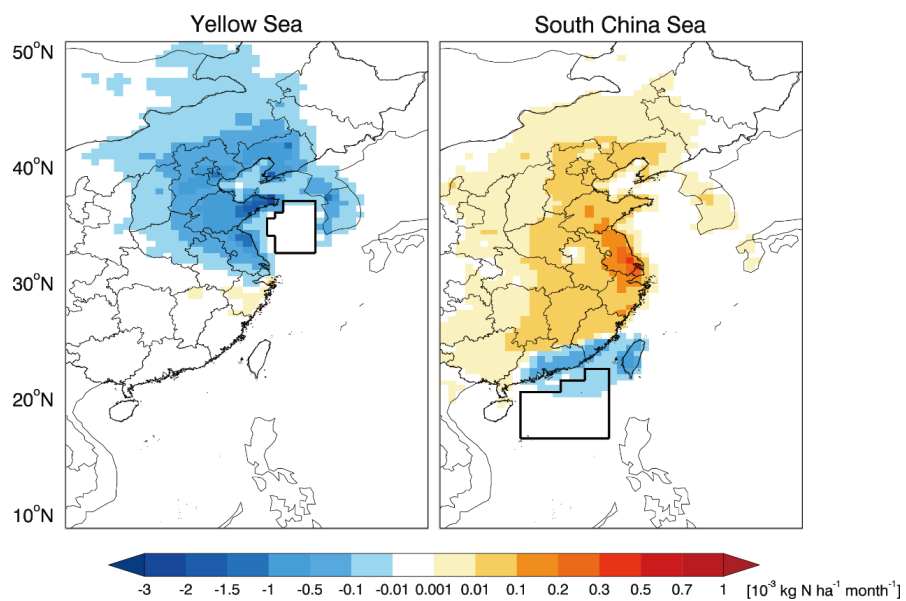 Yellow Sea
South China Sea
50°N
40°N
30°N
20°N
10°N
-3 -2 -1.5 -1 -0.5 -0.1 -0.01 0.001 0.01 0.1 0.2 0.3 0.5 0.7 1 [10⁻³ kg N ha⁻¹ month⁻¹]